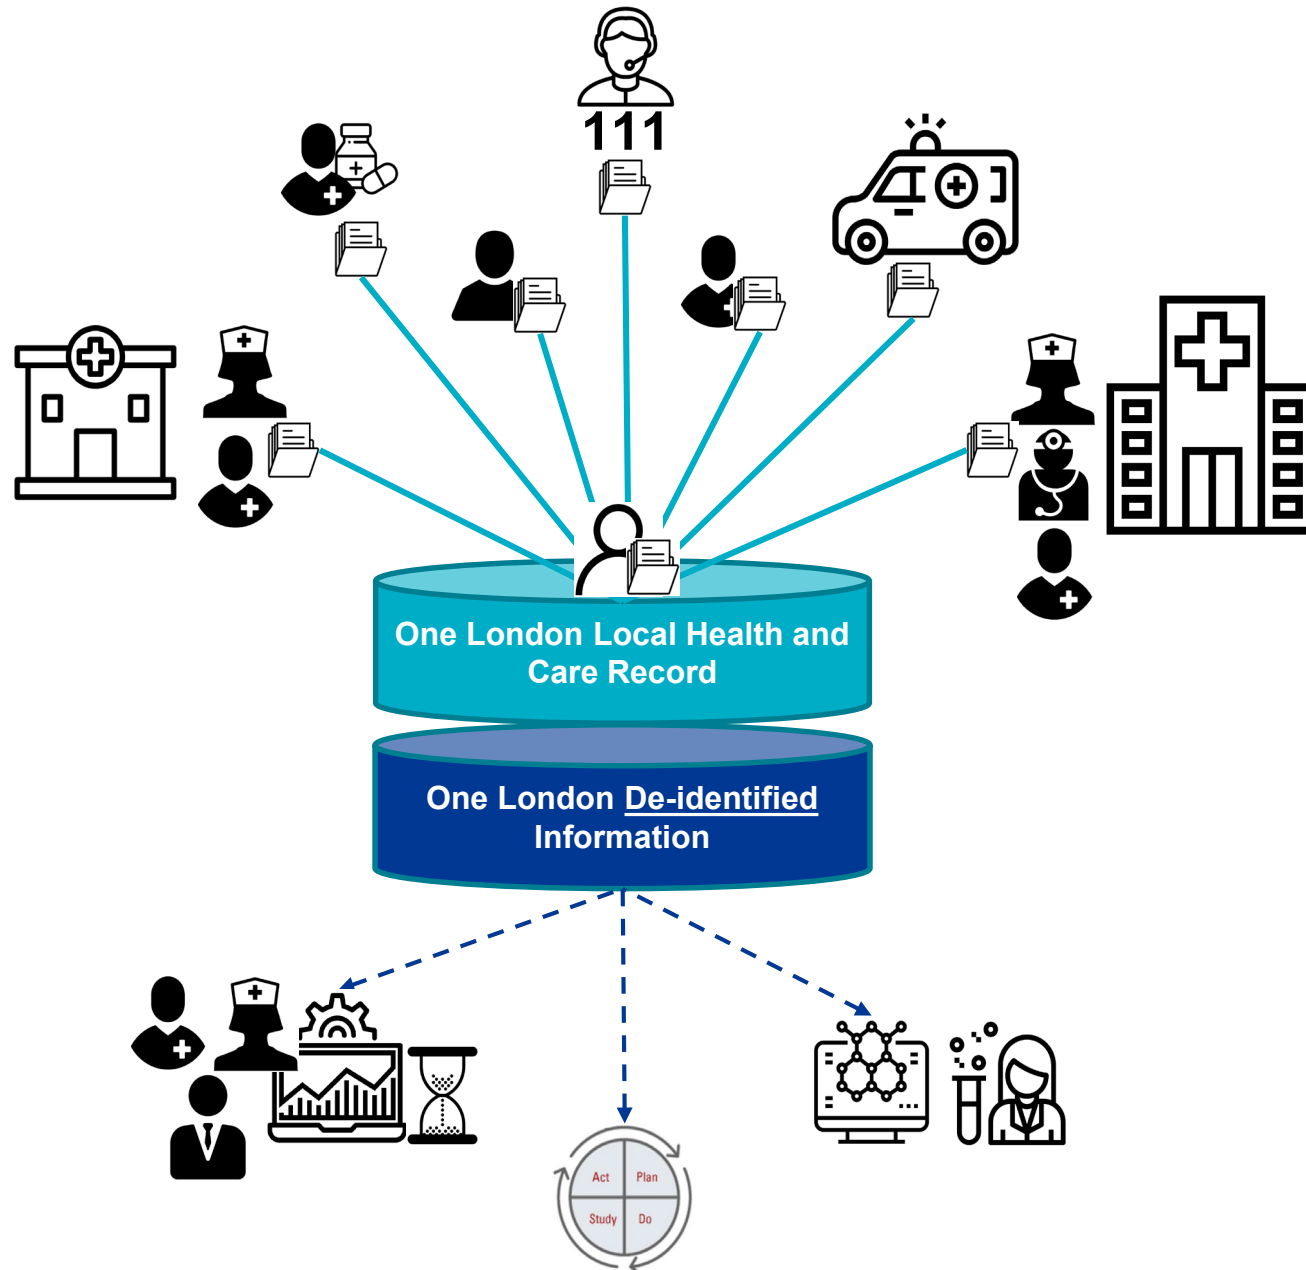 111
One London Local Health and
Care Record
One London De-identified
Information
Act Plan
Study Do